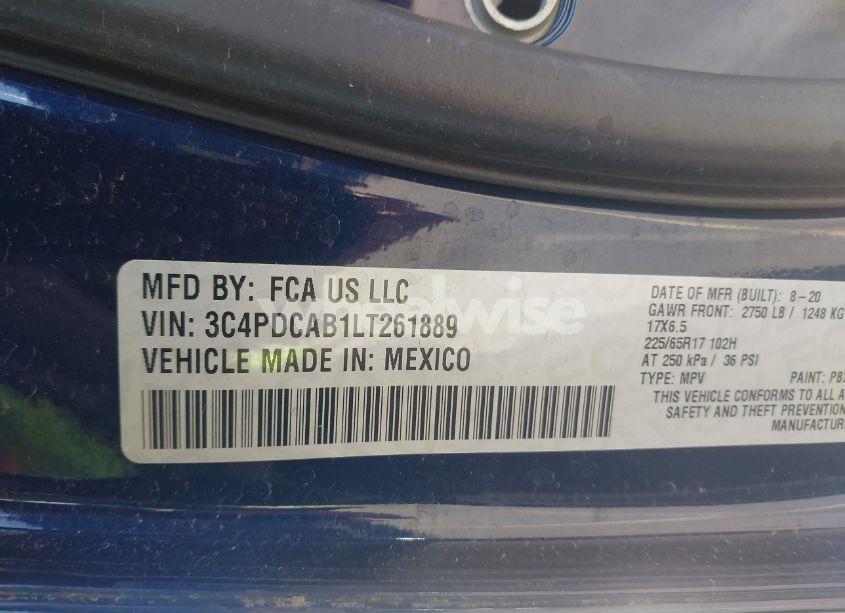 MFD BY: FCA US LLC
VIN: 3C4PDCAB1LT261889
VEHICLE MADE IN: MEXICO
DATE OF MFR (BUILT): 8-20
GAWR FRONT: 2750 LB / 1248 KG
17X6.5
225/65R17 102H
AT 250 kPa / 36 PSI
TYPE: MPV PAINT:
THIS VEHICLE CONFORMS TO ALL
SAFETY AND THEFT PREVENTION